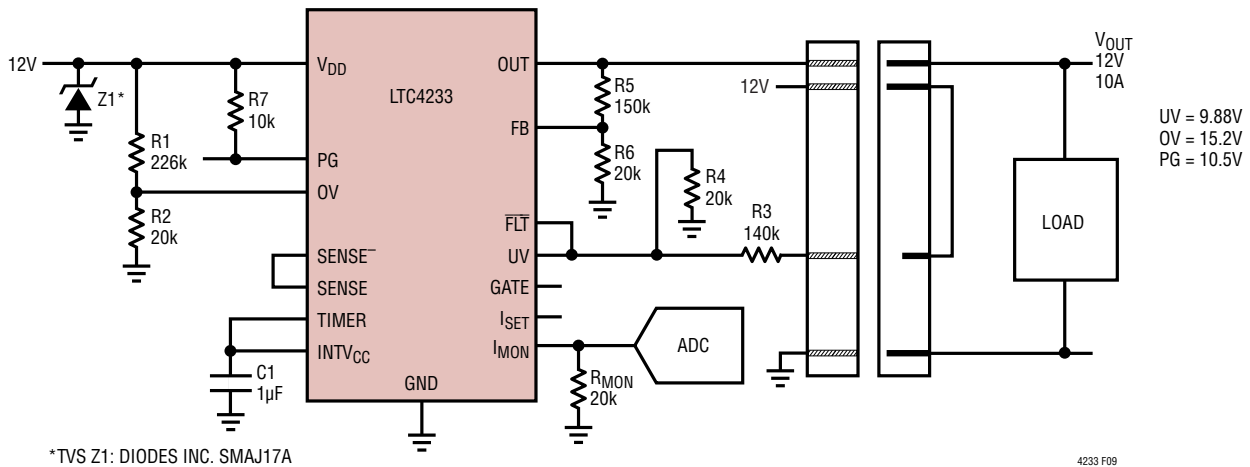 12V
Z1*
R1
226k
R2
20k
R7
10k
V_DD
PG
OV
SENSE⁻
SENSE
TIMER
INTV_CC
C1
1µF
LTC4233
GND
OUT
FB
F̅L̅T̅
UV
GATE
I_SET
I_MON
R5
150k
R6
20k
R4
20k
R3
140k
R_MON
20k
ADC
12V
V_OUT
12V
10A
LOAD
UV = 9.88V
OV = 15.2V
PG = 10.5V
*TVS Z1: DIODES INC. SMAJ17A
4233 F09